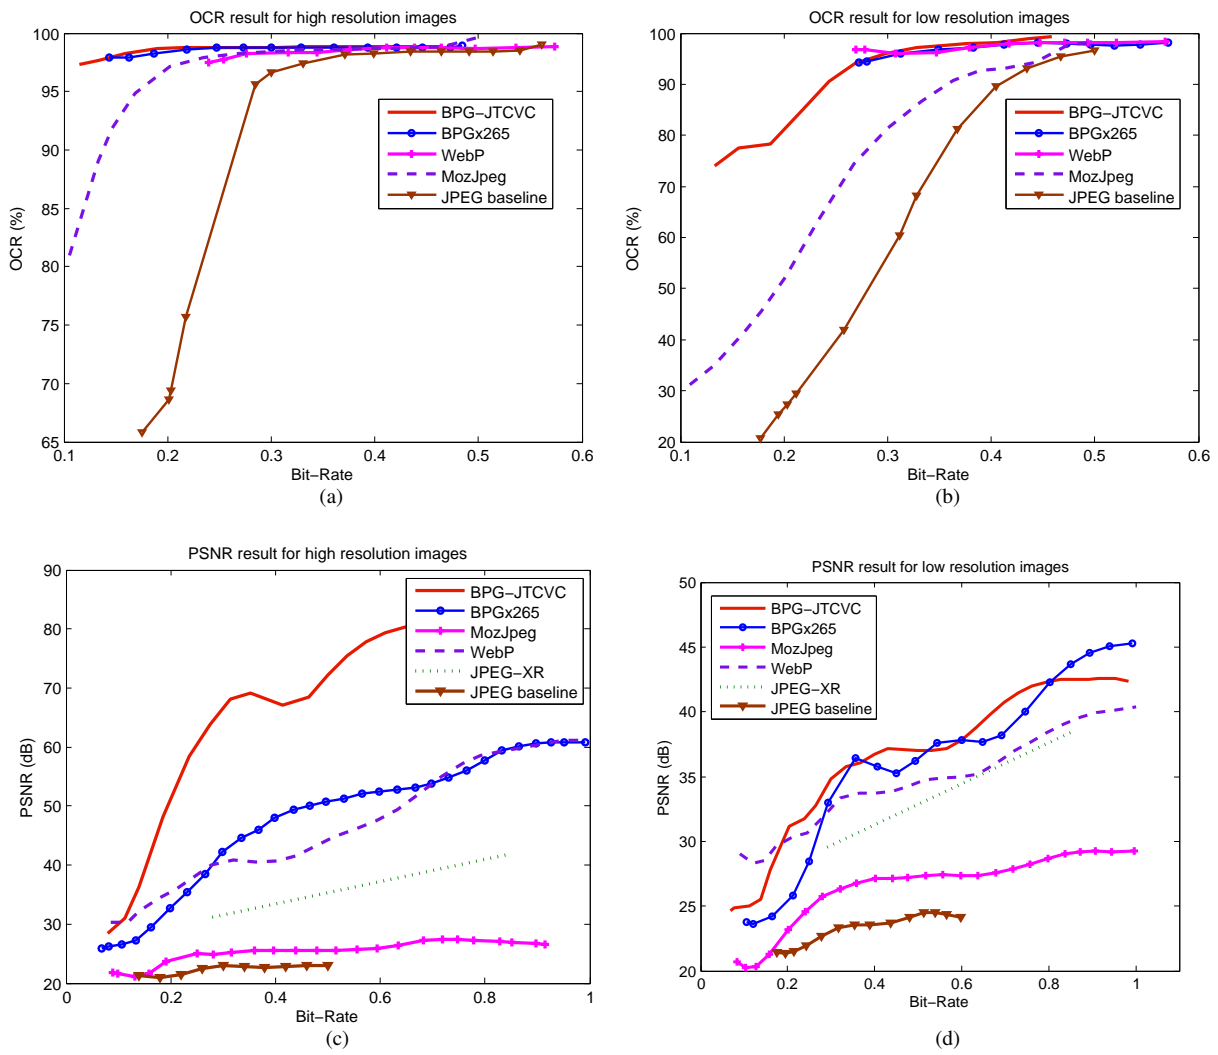 OCR result for high resolution images
100
95
90
85
80
75
70
65
OCR (%)
BPG−JTCVC
BPGx265
WebP
MozJpeg
JPEG baseline
0.1 0.2 0.3 0.4 0.5 0.6
Bit−Rate
(a)
OCR result for low resolution images
100
90
80
70
60
50
40
30
20
OCR (%)
BPG−JTCVC
BPGx265
WebP
MozJpeg
JPEG baseline
0.1 0.2 0.3 0.4 0.5 0.6
Bit−Rate
(b)
PSNR result for high resolution images
90
80
70
60
50
40
30
20
PSNR (dB)
BPG−JTCVC
BPGx265
MozJpeg
WebP
JPEG−XR
JPEG baseline
0 0.2 0.4 0.6 0.8 1
Bit−Rate
(c)
PSNR result for low resolution images
50
45
40
35
30
25
20
PSNR (dB)
BPG−JTCVC
BPGx265
MozJpeg
WebP
JPEG−XR
JPEG baseline
0 0.2 0.4 0.6 0.8 1
Bit−Rate
(d)